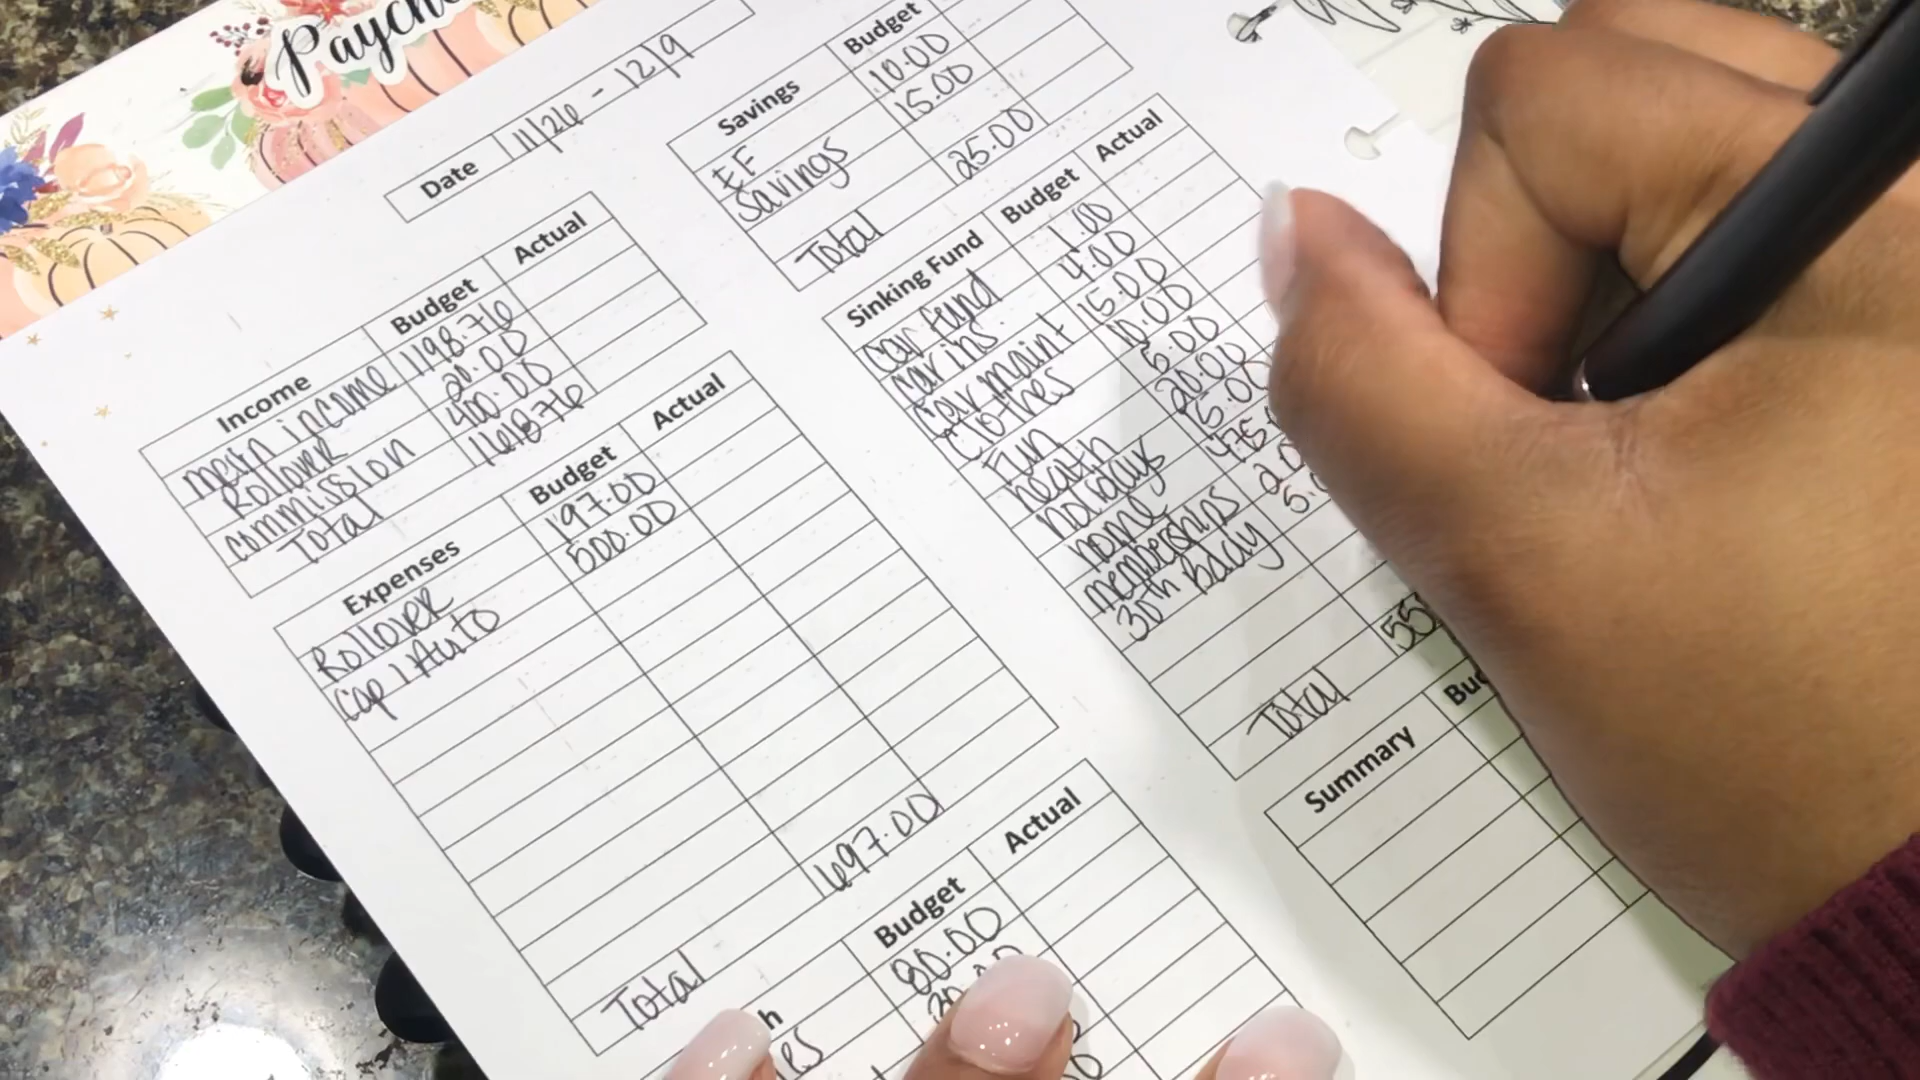 Date 11/26 - 12/9
Income Budget Actual
main income 1198.76
Rollover 20.00
commission 400.00
Total 1618.76
Expenses Budget Actual
Rollover 197.00
Cap 1 Auto 500.00
Total 697.00
Budget Actual
80.00
Savings Budget
EF 10.00
Savings 15.00
Total 25.00
Sinking Fund Budget Actual
Car fund 1.00
Car ins. 4.00
Car maint 15.00
Clothes 10.00
Fun 5.00
heath 20.00
holidays
home
memberships
30th Bday
Total
Summary